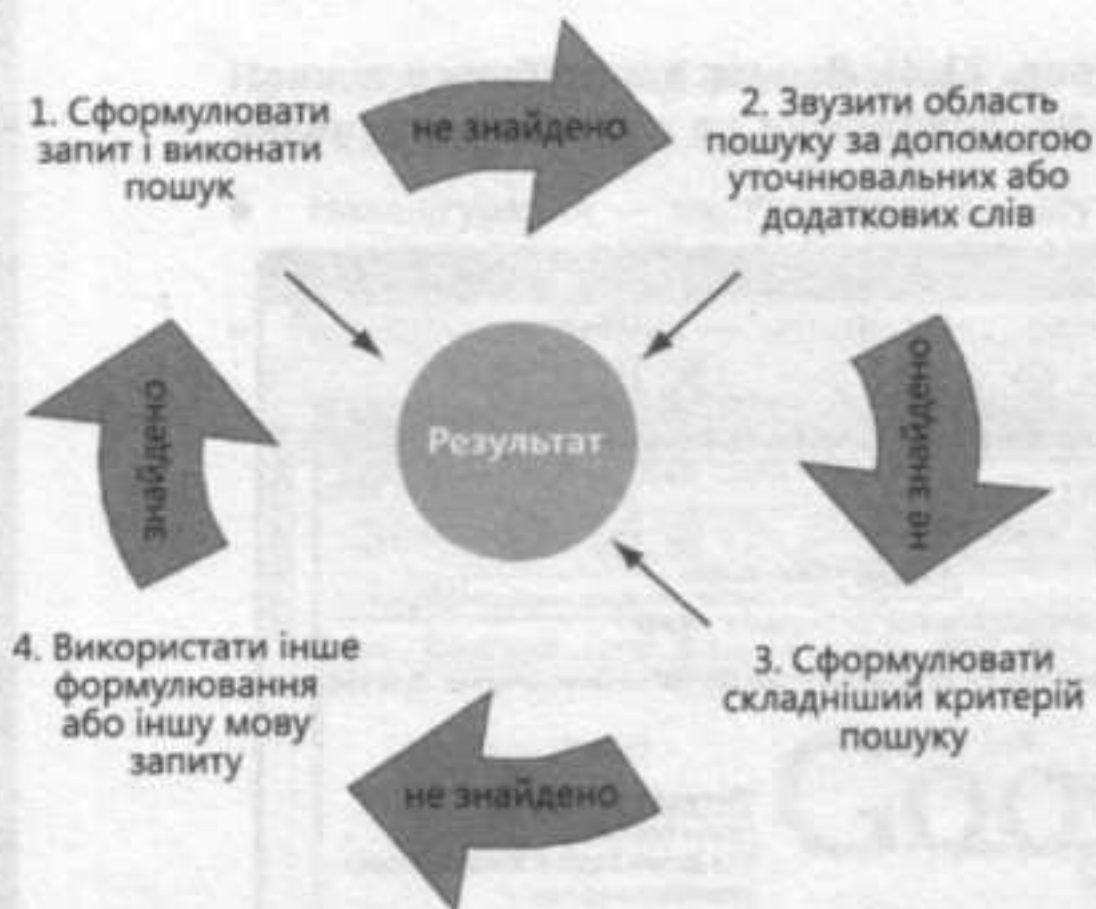 1. Сформулювати
запит і виконати
пошук
не знайдено
2. Звузити область
пошуку за допомогою
уточнювальних або
додаткових слів
не знайдено
3. Сформулювати
складніший критерій
пошуку
не знайдено
4. Використати інше
формулювання
або іншу мову
запиту
знайдено
Результат